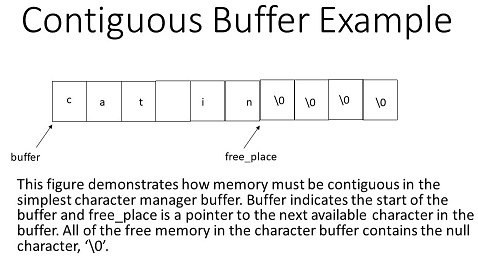 Contiguous Buffer Example
c a t i n \0 \0 \0 \0
buffer free_place
This figure demonstrates how memory must be contiguous in the
simplest character manager buffer. Buffer indicates the start of the
buffer and free_place is a pointer to the next available character in the
buffer. All of the free memory in the character buffer contains the null
character, ‘\0’.